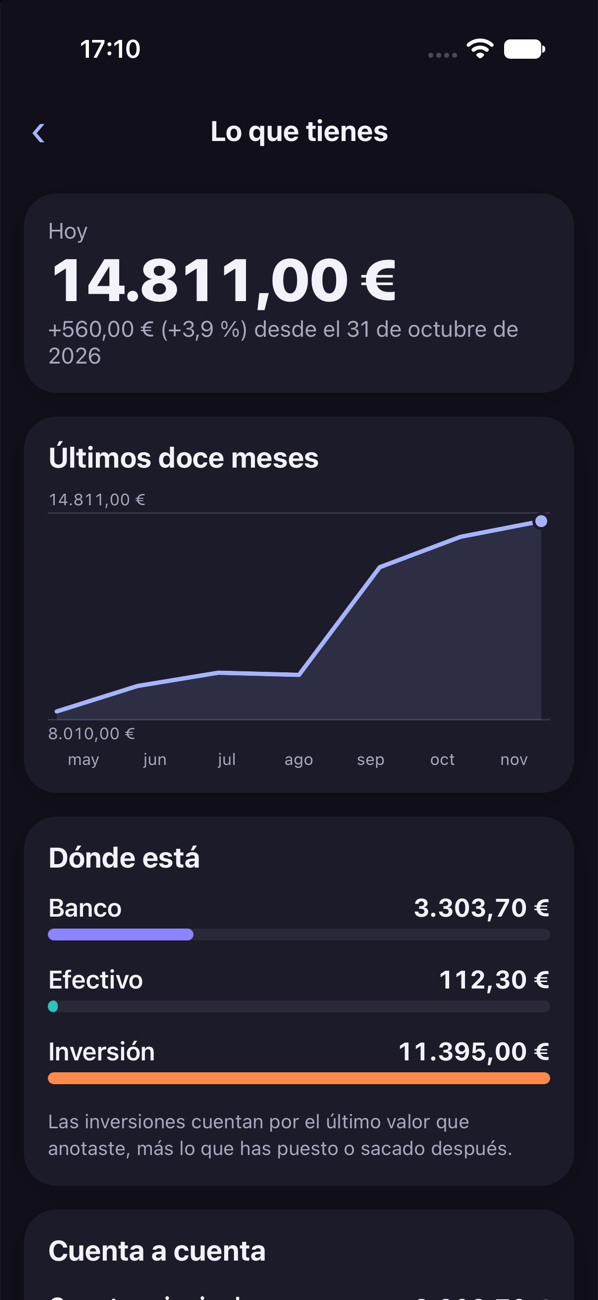 17:10
Lo que tienes
Hoy
14.811,00 €
+560,00 € (+3,9 %) desde el 31 de octubre de
2026
Últimos doce meses
14.811,00 €
8.010,00 €
may jun jul ago sep oct nov
Dónde está
Banco 3.303,70 €
Efectivo 112,30 €
Inversión 11.395,00 €
Las inversiones cuentan por el último valor que
anotaste, más lo que has puesto o sacado después.
Cuenta a cuenta